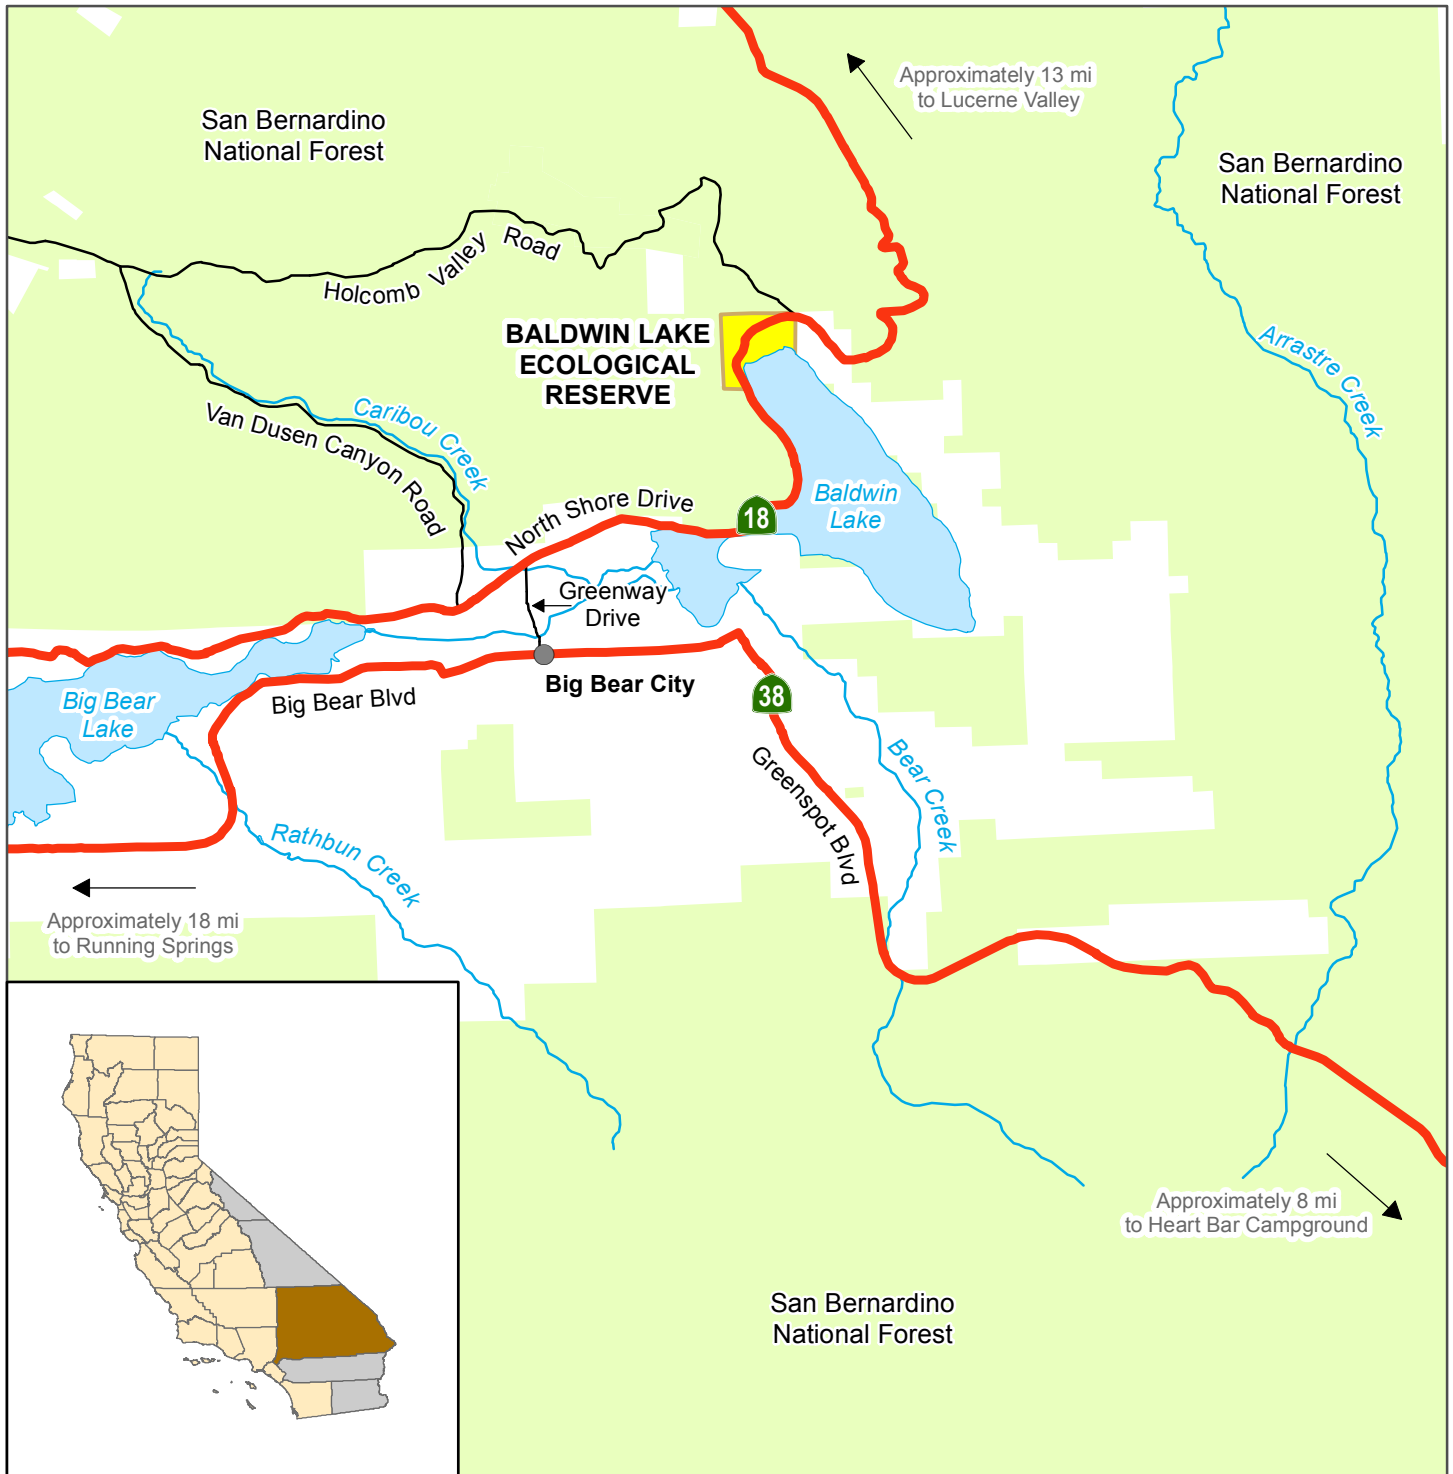 Approximately 13 mi
to Lucerne Valley
San Bernardino
National Forest
San Bernardino
National Forest
Holcomb Valley Road
BALDWIN LAKE
ECOLOGICAL
RESERVE
Arrastre Creek
Caribou Creek
Van Dusen Canyon Road
North Shore Drive
18
Baldwin
Lake
Greenway
Drive
Big Bear City
38
Big Bear
Lake
Big Bear Blvd
Bear Creek
Greenspot Blvd
Rathbun Creek
Approximately 18 mi
to Running Springs
Approximately 8 mi
to Heart Bar Campground
San Bernardino
National Forest